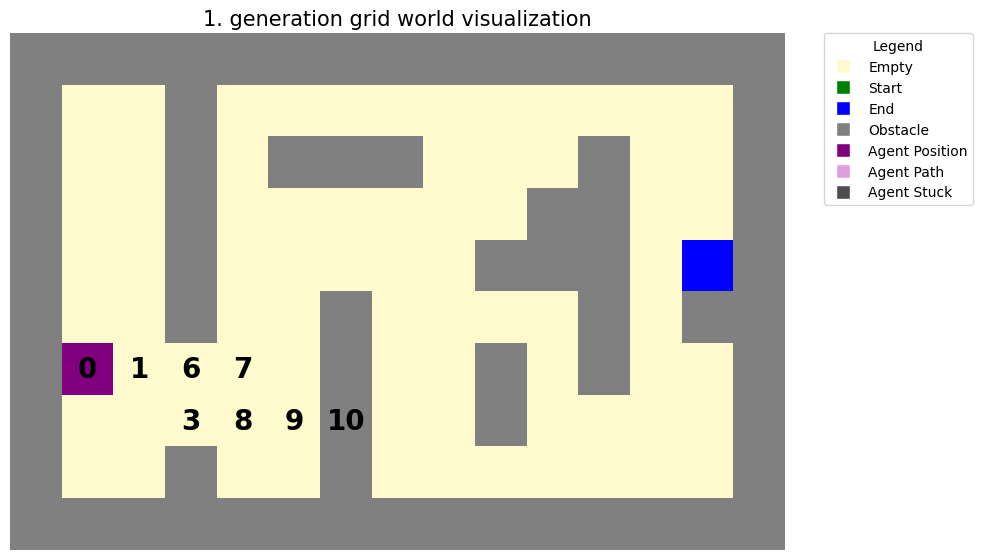 1. generation grid world visualization
Legend
Empty
Start
End
Obstacle
Agent Position
Agent Path
Agent Stuck
0 1 6 7
3 8 9 10